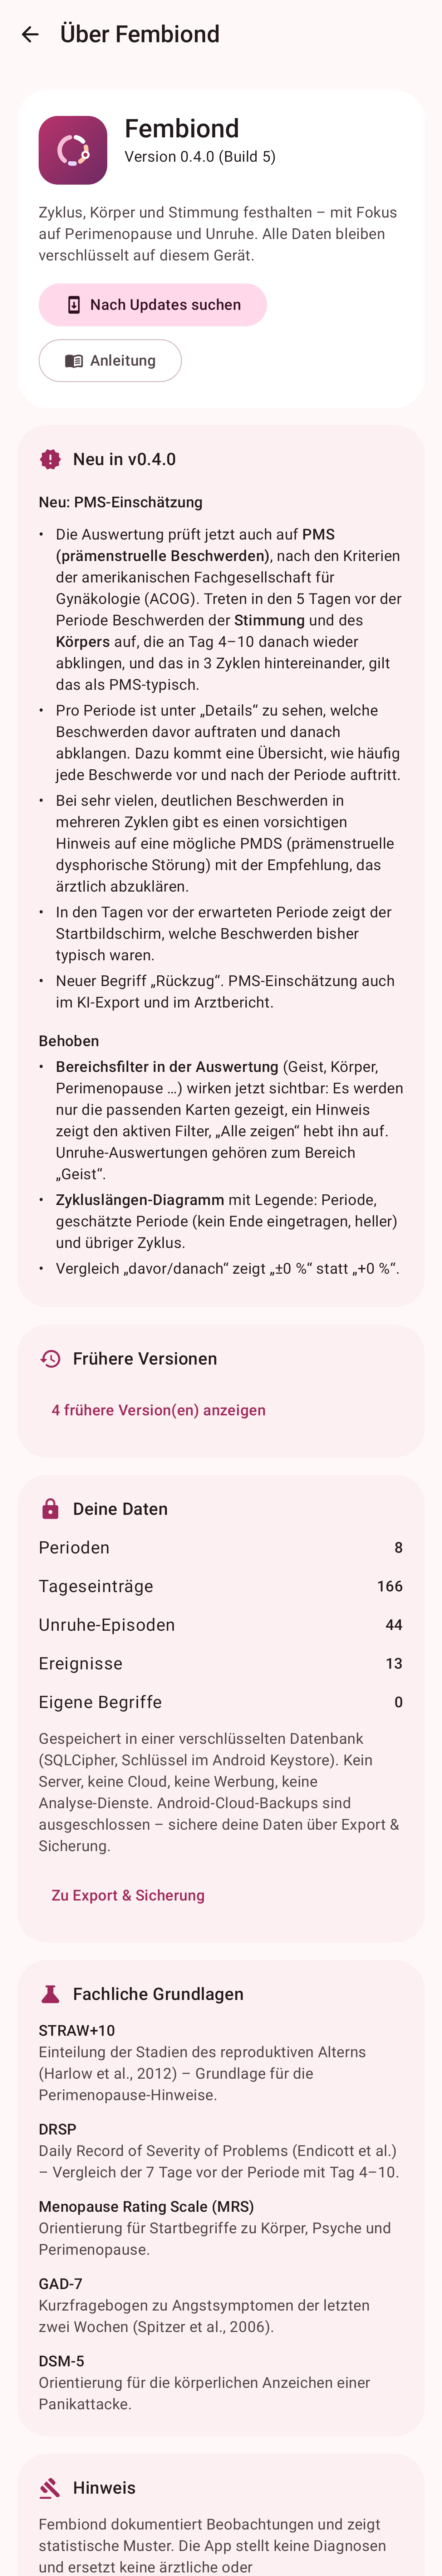 Über Fembiond
Fembiond
Version 0.4.0 (Build 5)
Zyklus, Körper und Stimmung festhalten – mit Fokus
auf Perimenopause und Unruhe. Alle Daten bleiben
verschlüsselt auf diesem Gerät.
Nach Updates suchen
Anleitung
Neu in v0.4.0
Neu: PMS-Einschätzung
• Die Auswertung prüft jetzt auch auf PMS
(prämenstruelle Beschwerden), nach den Kriterien
der amerikanischen Fachgesellschaft für
Gynäkologie (ACOG). Treten in den 5 Tagen vor der
Periode Beschwerden der Stimmung und des
Körpers auf, die an Tag 4–10 danach wieder
abklingen, und das in 3 Zyklen hintereinander, gilt
das als PMS-typisch.
• Pro Periode ist unter „Details“ zu sehen, welche
Beschwerden davor auftraten und danach
abklangen. Dazu kommt eine Übersicht, wie häufig
jede Beschwerde vor und nach der Periode auftritt.
• Bei sehr vielen, deutlichen Beschwerden in
mehreren Zyklen gibt es einen vorsichtigen
Hinweis auf eine mögliche PMDS (prämenstruelle
dysphorische Störung) mit der Empfehlung, das
ärztlich abzuklären.
• In den Tagen vor der erwarteten Periode zeigt der
Startbildschirm, welche Beschwerden bisher
typisch waren.
• Neuer Begriff „Rückzug“. PMS-Einschätzung auch
im KI-Export und im Arztbericht.
Behoben
• Bereichsfilter in der Auswertung (Geist, Körper,
Perimenopause …) wirken jetzt sichtbar: Es werden
nur die passenden Karten gezeigt, ein Hinweis
zeigt den aktiven Filter, „Alle zeigen“ hebt ihn auf.
Unruhe-Auswertungen gehören zum Bereich
„Geist“.
• Zykluslängen-Diagramm mit Legende: Periode,
geschätzte Periode (kein Ende eingetragen, heller)
und übriger Zyklus.
• Vergleich „davor/danach“ zeigt „±0 %“ statt „+0 %“.
Frühere Versionen
4 frühere Version(en) anzeigen
Deine Daten
Perioden 8
Tageseinträge 166
Unruhe-Episoden 44
Ereignisse 13
Eigene Begriffe 0
Gespeichert in einer verschlüsselten Datenbank
(SQLCipher, Schlüssel im Android Keystore). Kein
Server, keine Cloud, keine Werbung, keine
Analyse-Dienste. Android-Cloud-Backups sind
ausgeschlossen – sichere deine Daten über Export &
Sicherung.
Zu Export & Sicherung
Fachliche Grundlagen
STRAW+10
Einteilung der Stadien des reproduktiven Alterns
(Harlow et al., 2012) – Grundlage für die
Perimenopause-Hinweise.
DRSP
Daily Record of Severity of Problems (Endicott et al.)
– Vergleich der 7 Tage vor der Periode mit Tag 4–10.
Menopause Rating Scale (MRS)
Orientierung für Startbegriffe zu Körper, Psyche und
Perimenopause.
GAD-7
Kurzfragebogen zu Angstsymptomen der letzten
zwei Wochen (Spitzer et al., 2006).
DSM-5
Orientierung für die körperlichen Anzeichen einer
Panikattacke.
Hinweis
Fembiond dokumentiert Beobachtungen und zeigt
statistische Muster. Die App stellt keine Diagnosen
und ersetzt keine ärztliche oder